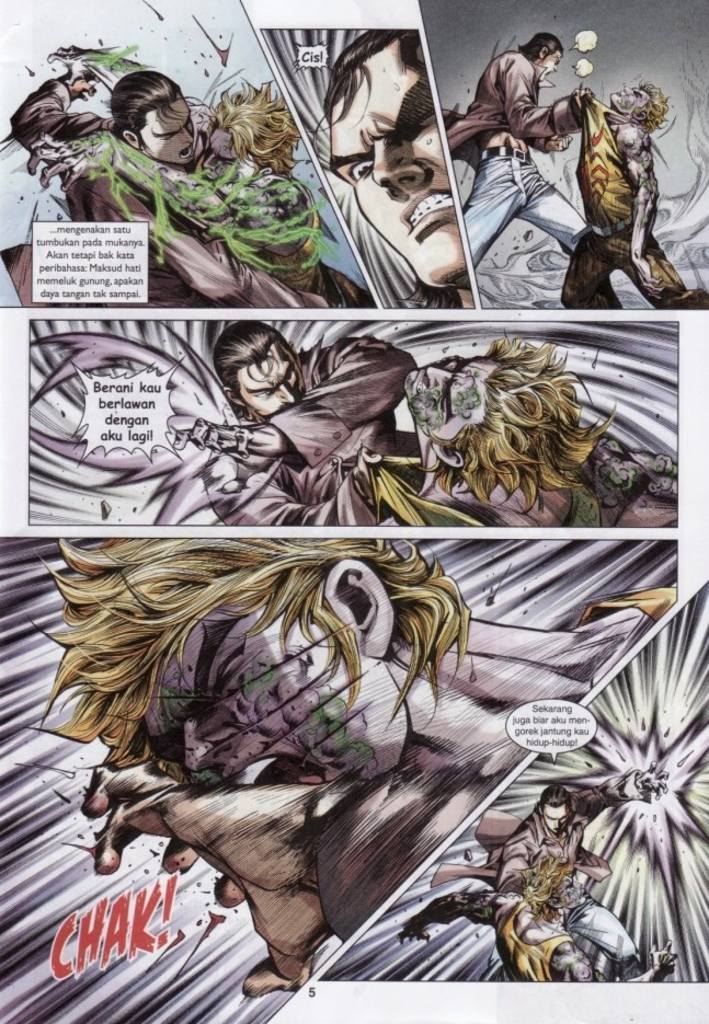 Cis!
...mengenakan satu
tumbukan pada mukanya.
Akan tetapi bak kata
peribahasa: Maksud hati
memeluk gunung, apakan
daya tangan tak sampai.
Berani kau
berlawan
dengan
aku lagi!
Sekarang
juga biar aku men-
gorek jantung kau
hidup-hidup!
CHAK!
5